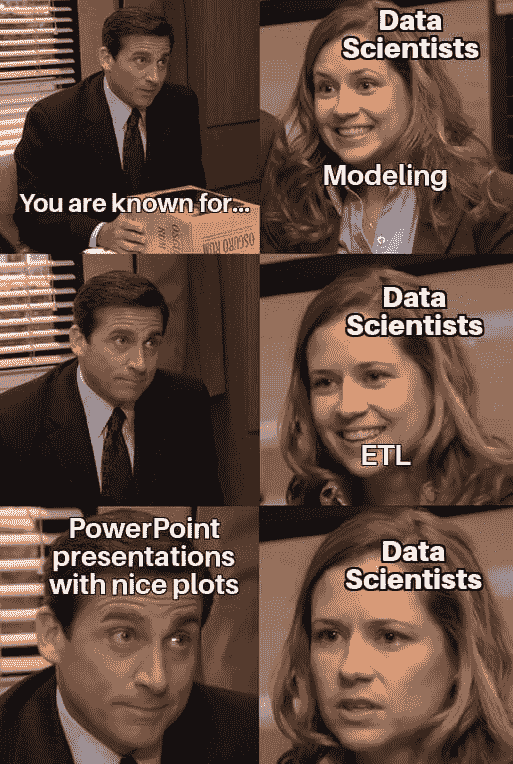 Data
Scientists
You are known for...
Modeling
Data
Scientists
ETL
PowerPoint
presentations
with nice plots
Data
Scientists